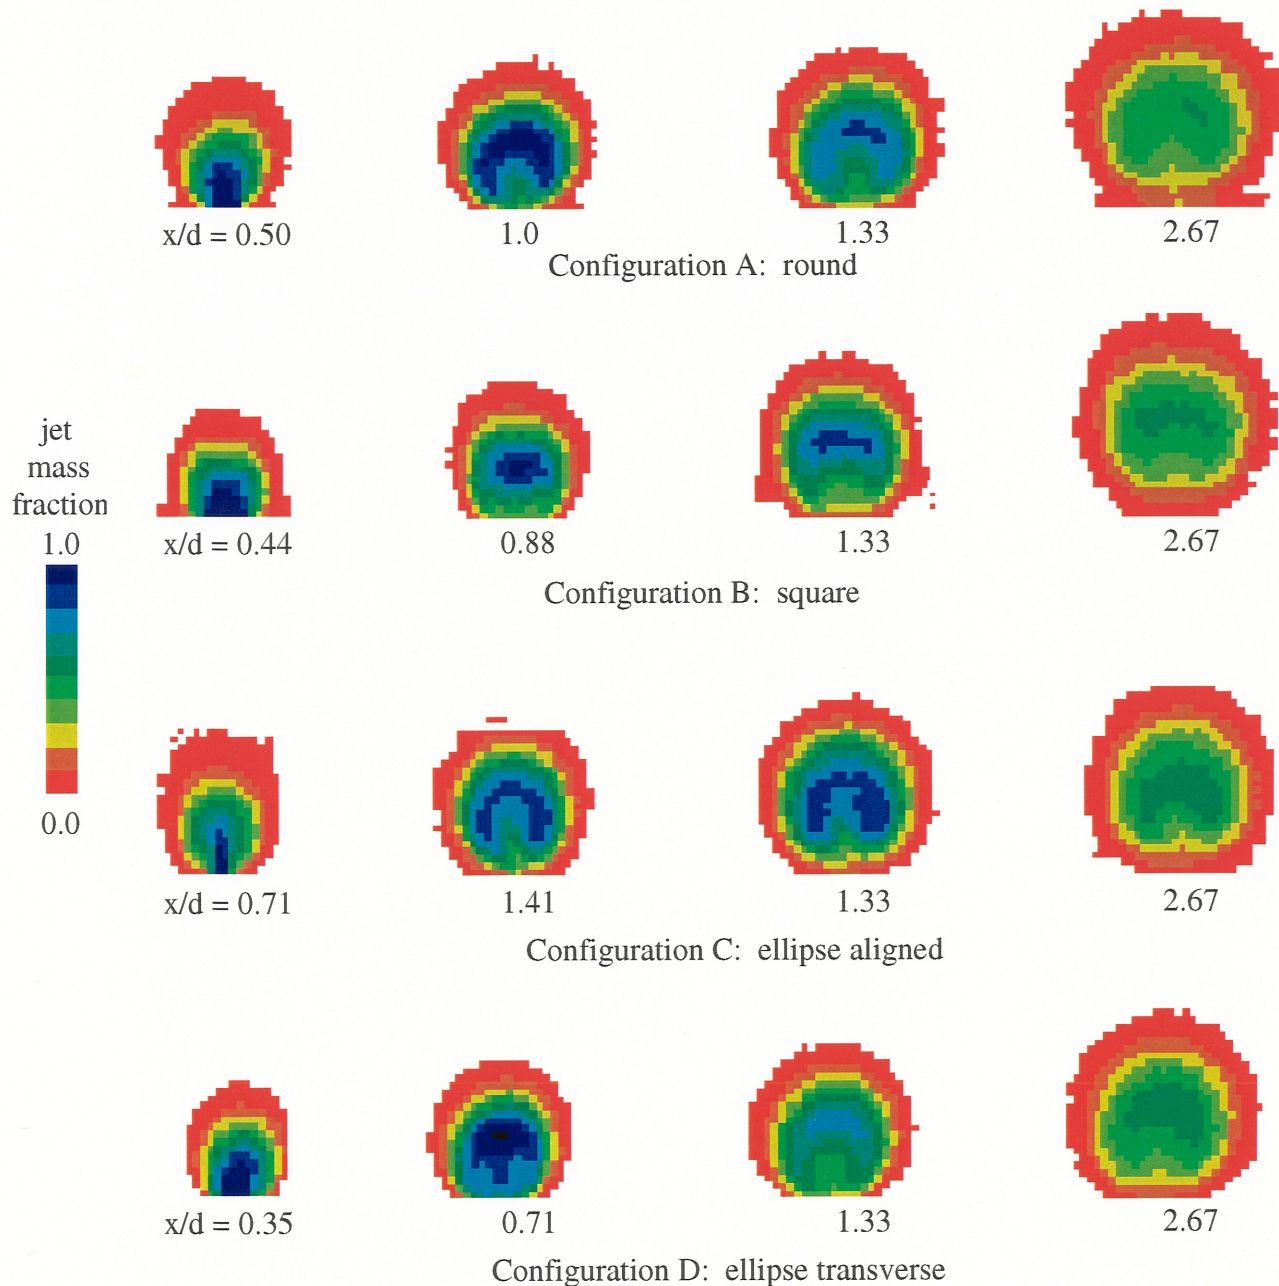 x/d = 0.50 1.0 1.33 2.67
Configuration A: round
jet
mass
fraction
1.0
0.0
x/d = 0.44 0.88 1.33 2.67
Configuration B: square
x/d = 0.71 1.41 1.33 2.67
Configuration C: ellipse aligned
x/d = 0.35 0.71 1.33 2.67
Configuration D: ellipse transverse